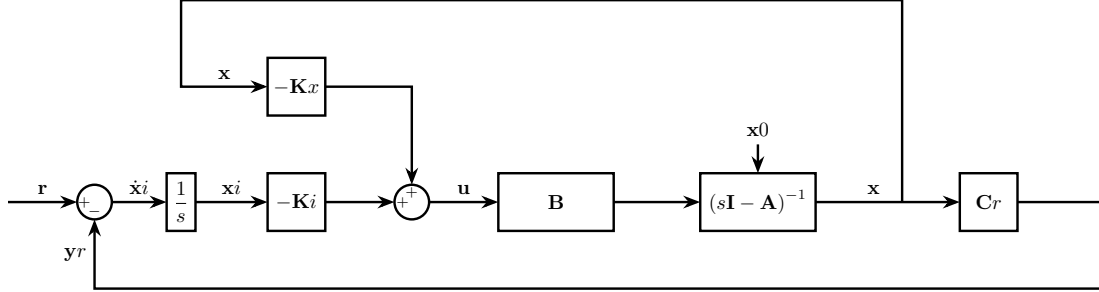 x
−Kx
x0
r
+
−
ẋi
1/s
xi
−Ki
+
+
u
B
(sI − A)⁻¹
x
Cr
yr